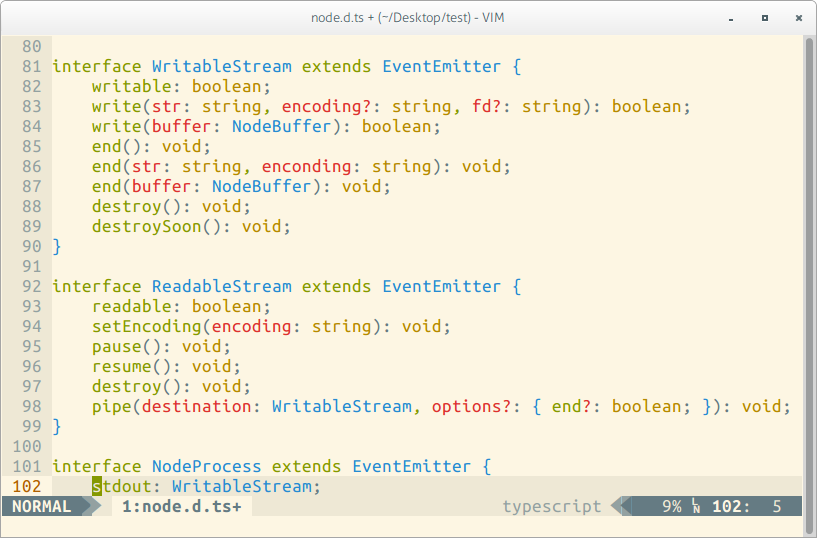 node.d.ts + (~/Desktop/test) - VIM
80
81 interface WritableStream extends EventEmitter {
82     writable: boolean;
83     write(str: string, encoding?: string, fd?: string): boolean;
84     write(buffer: NodeBuffer): boolean;
85     end(): void;
86     end(str: string, enconding: string): void;
87     end(buffer: NodeBuffer): void;
88     destroy(): void;
89     destroySoon(): void;
90 }
91
92 interface ReadableStream extends EventEmitter {
93     readable: boolean;
94     setEncoding(encoding: string): void;
95     pause(): void;
96     resume(): void;
97     destroy(): void;
98     pipe(destination: WritableStream, options?: { end?: boolean; }): void;
99 }
100
101 interface NodeProcess extends EventEmitter {
102     stdout: WritableStream;
NORMAL 1:node.d.ts+ typescript 9% LN 102: 5